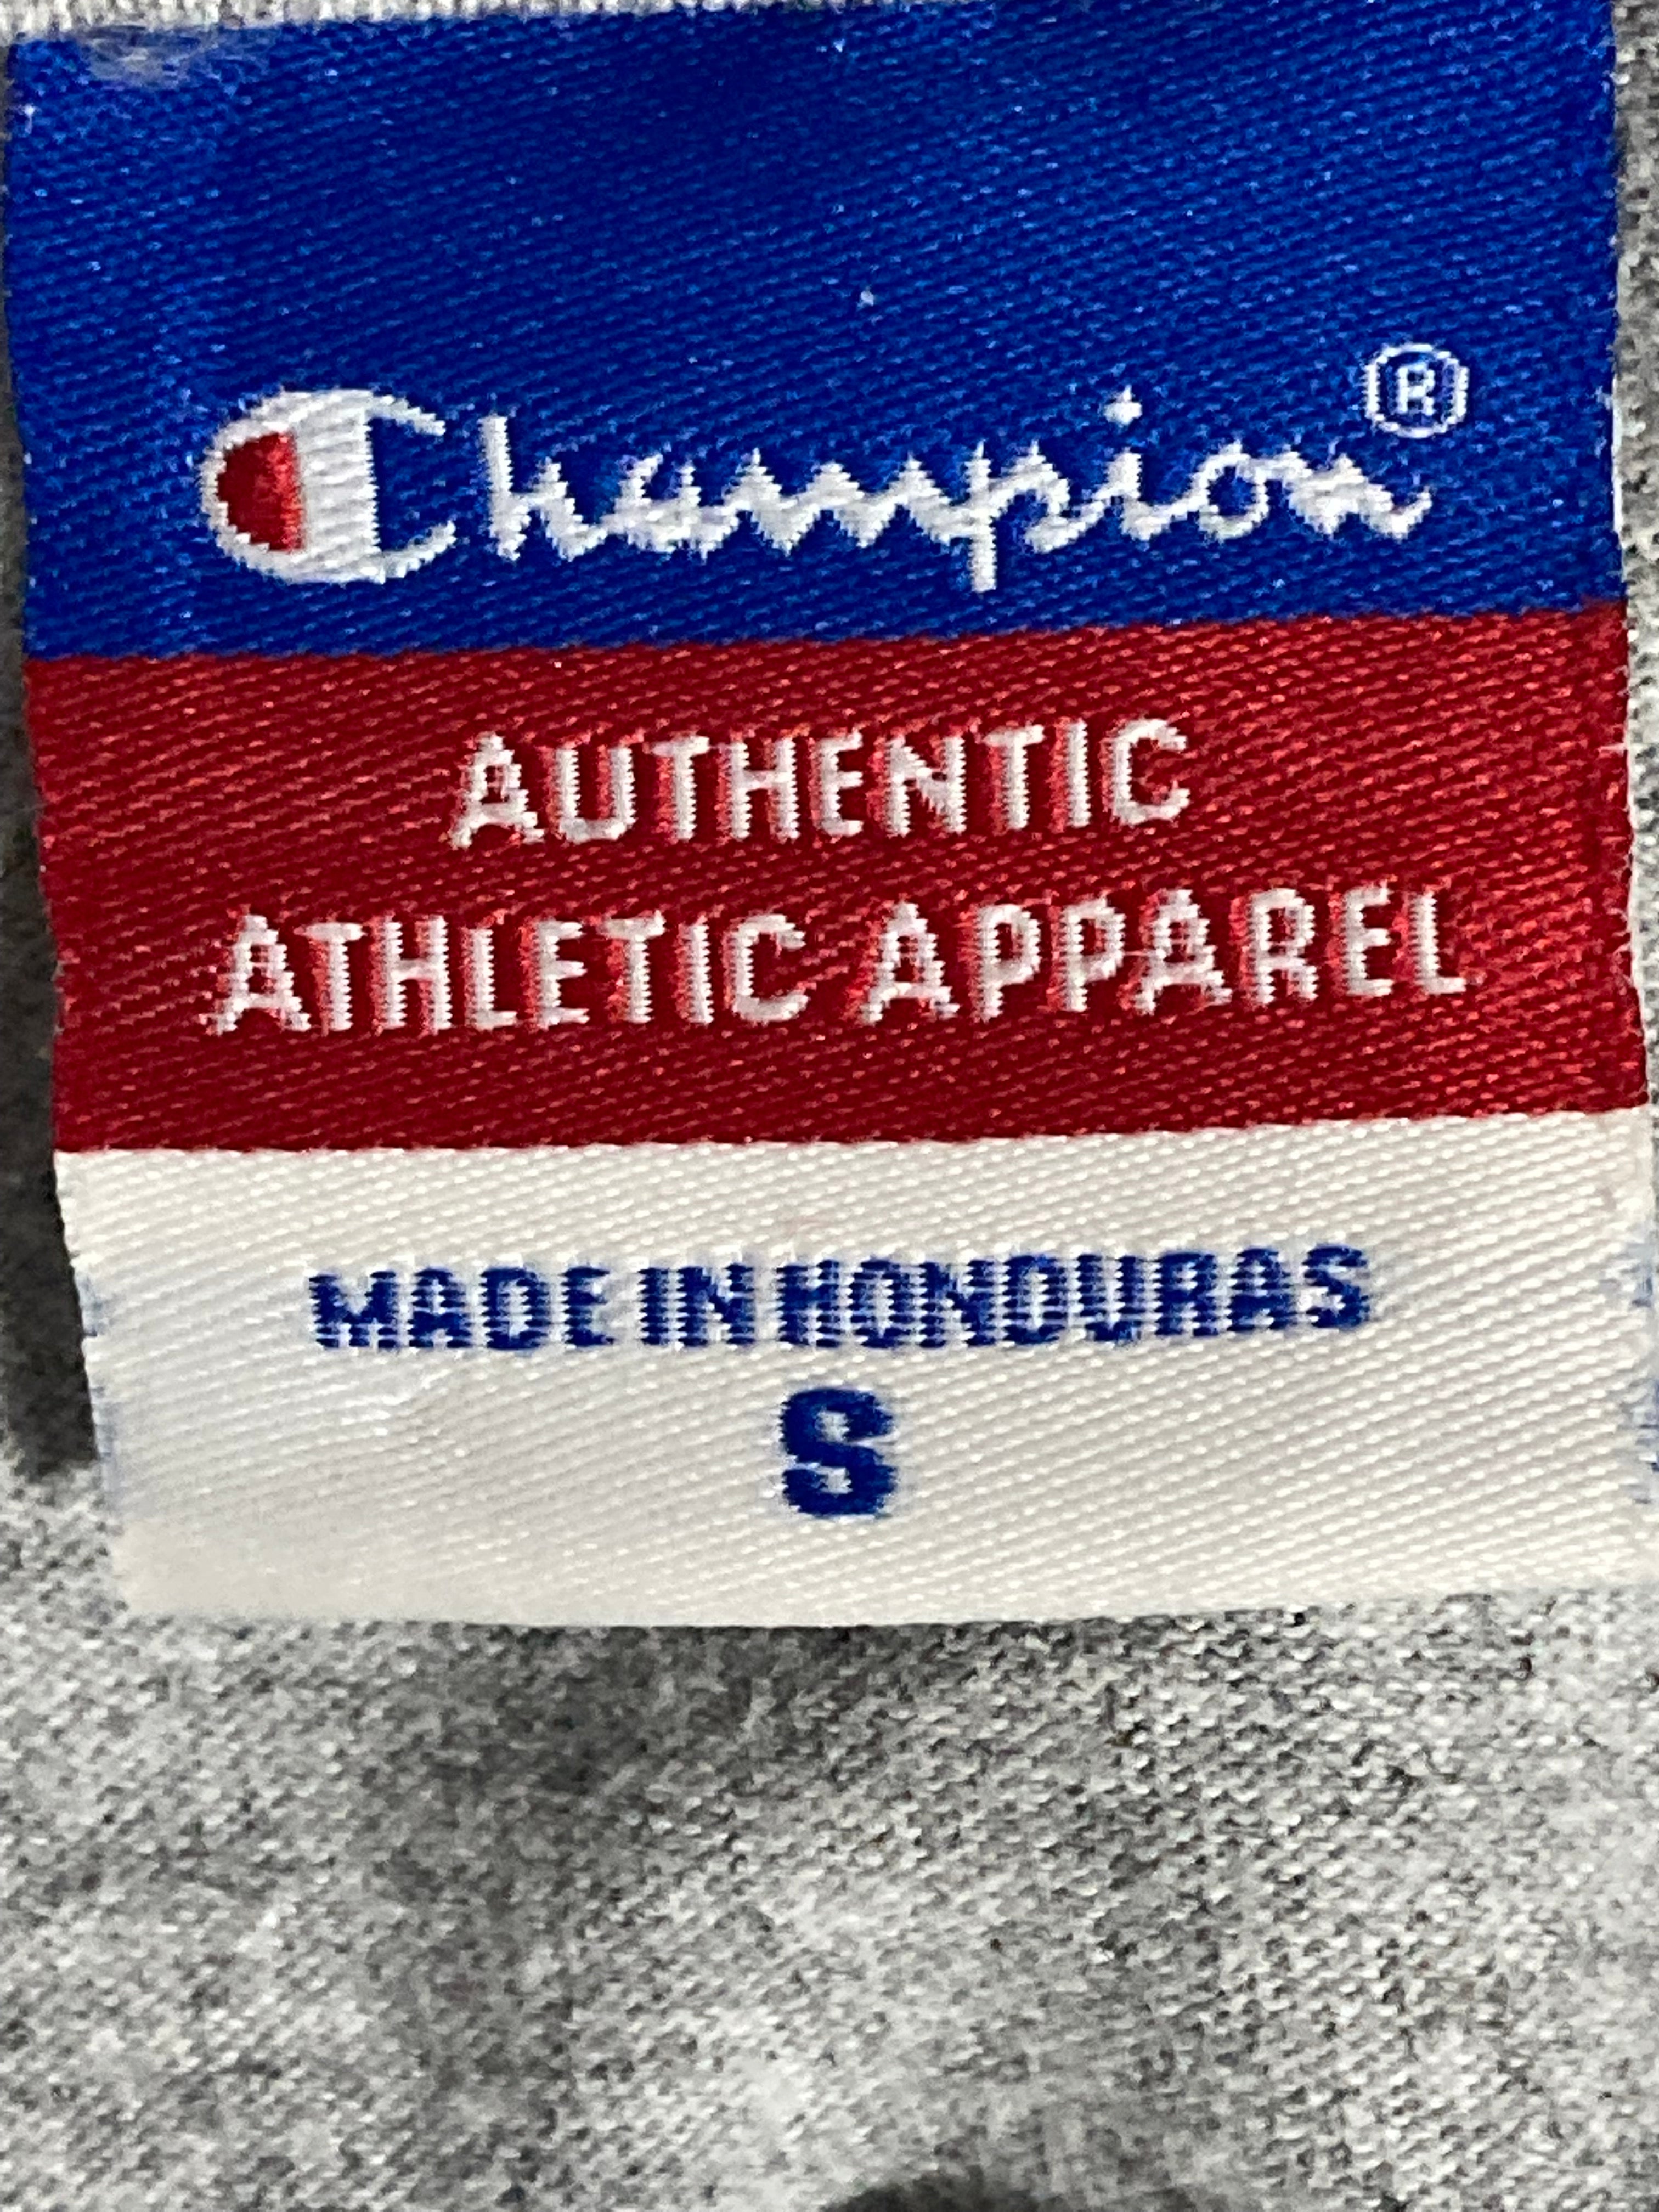 Champion®
AUTHENTIC
ATHLETIC APPAREL
MADE IN HONDURAS
S